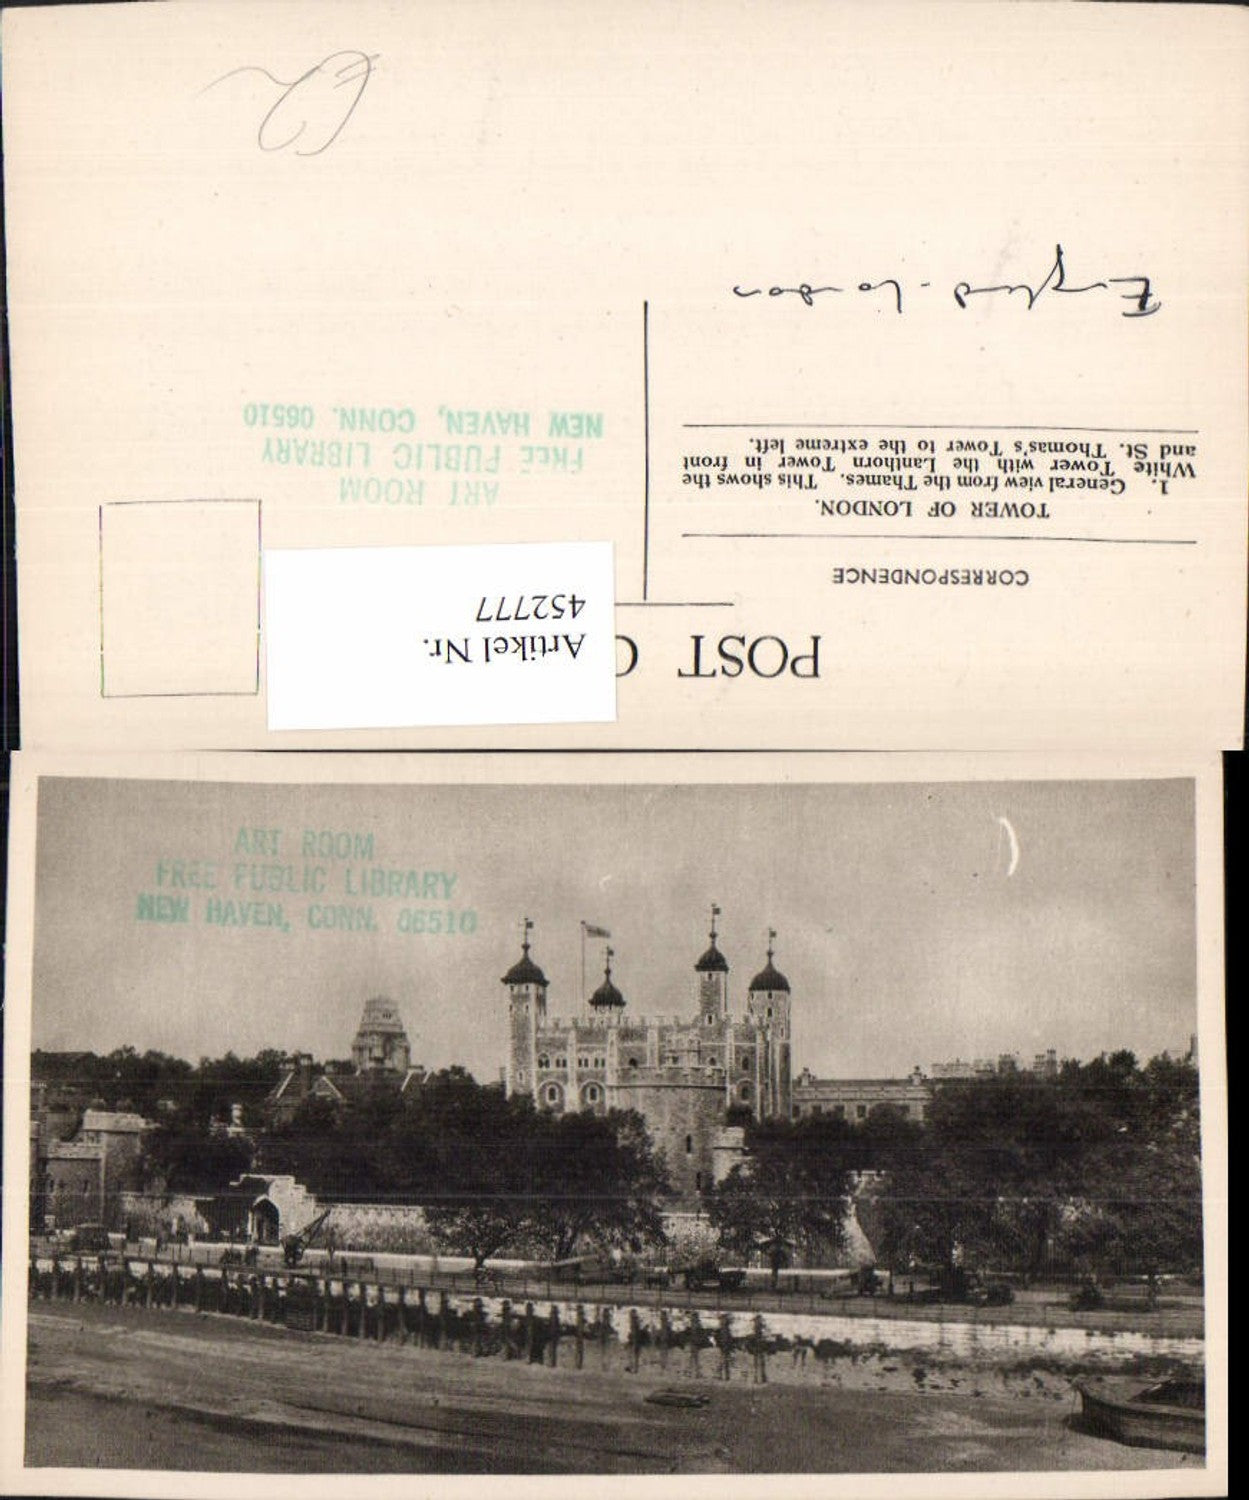 POST
CORRESPONDENCE
TOWER OF LONDON.
1. General view from the Thames. This shows the
White Tower with the Lanthorn Tower in front
and St. Thomas's Tower to the extreme left.
England - London
Artikel Nr.
452777
ART ROOM
FREE PUBLIC LIBRARY
NEW HAVEN, CONN. 06510
ART ROOM
FREE PUBLIC LIBRARY
NEW HAVEN, CONN. 06510